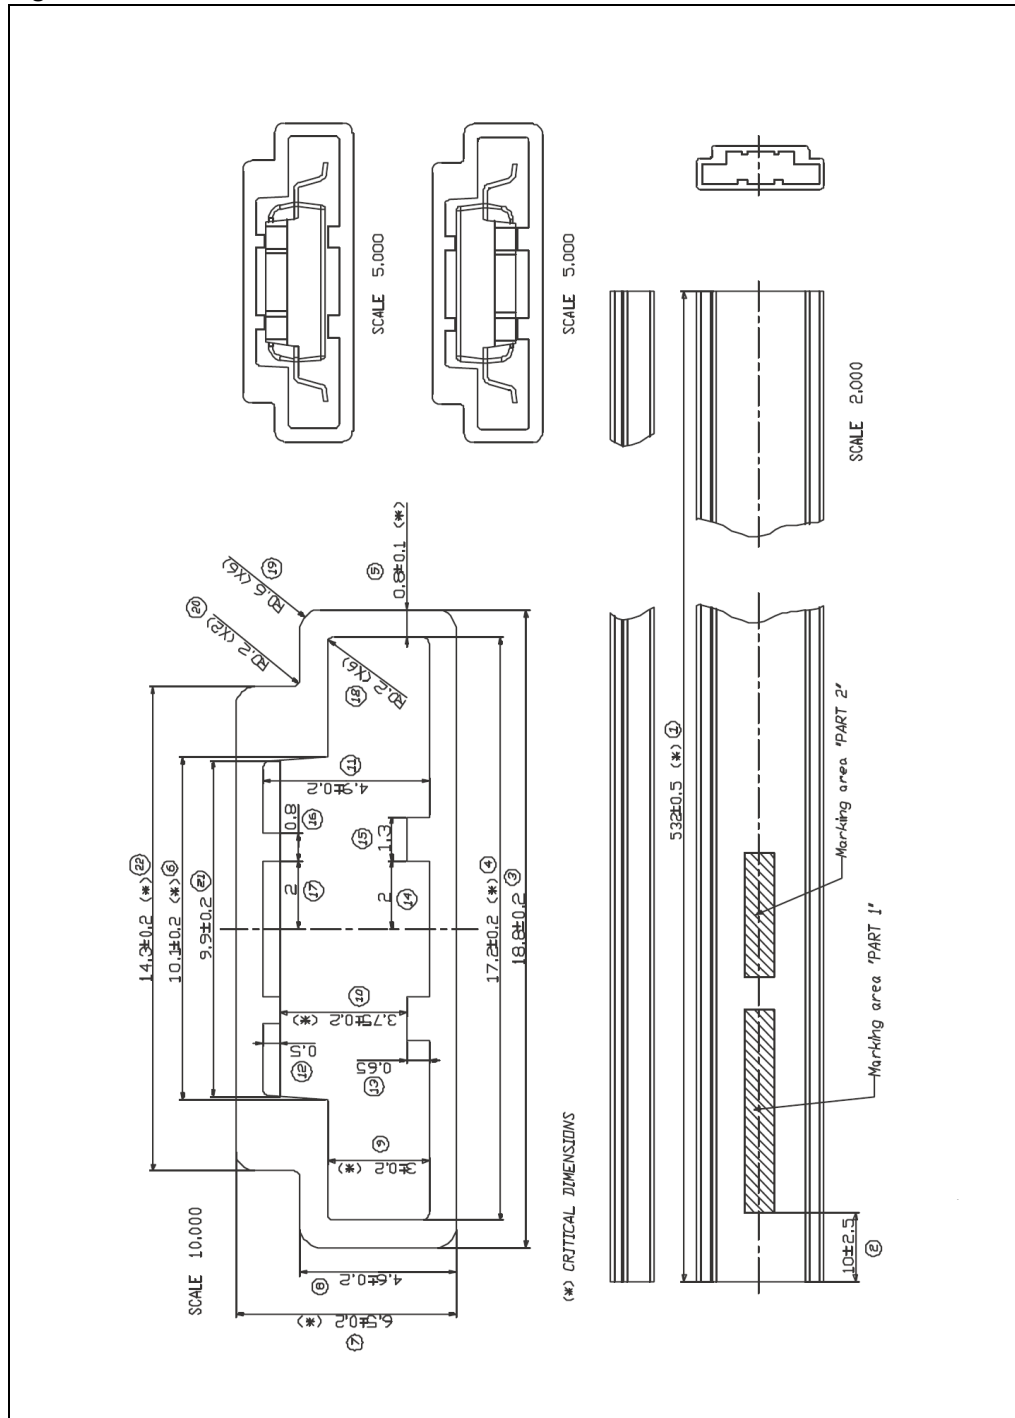 SCALE 5,000
SCALE 5,000
SCALE 2,000
SCALE 10,000
14.3±0.2 (*) 22
10.1±0.2 (*) 6
9.9±0.2 21
R0.2 (X2) 20
R0.6 (X6) 19
0.8±0.1 (*) 5
R0.2 (X6) 18
4.9±0.2 11
0.8 16
1.3 15
2 17
2 14
17.2±0.2 (*) 4
18.8±0.2 3
3.75±0.2 (*) 10
0.5 12
0.65 13
3±0.2 (*) 9
4.6±0.2 8
6.5±0.2 (*) 7
(*) CRITICAL DIMENSIONS
532±0.5 (*) 1
Marking area "PART 2"
Marking area "PART 1"
10±2.5 2